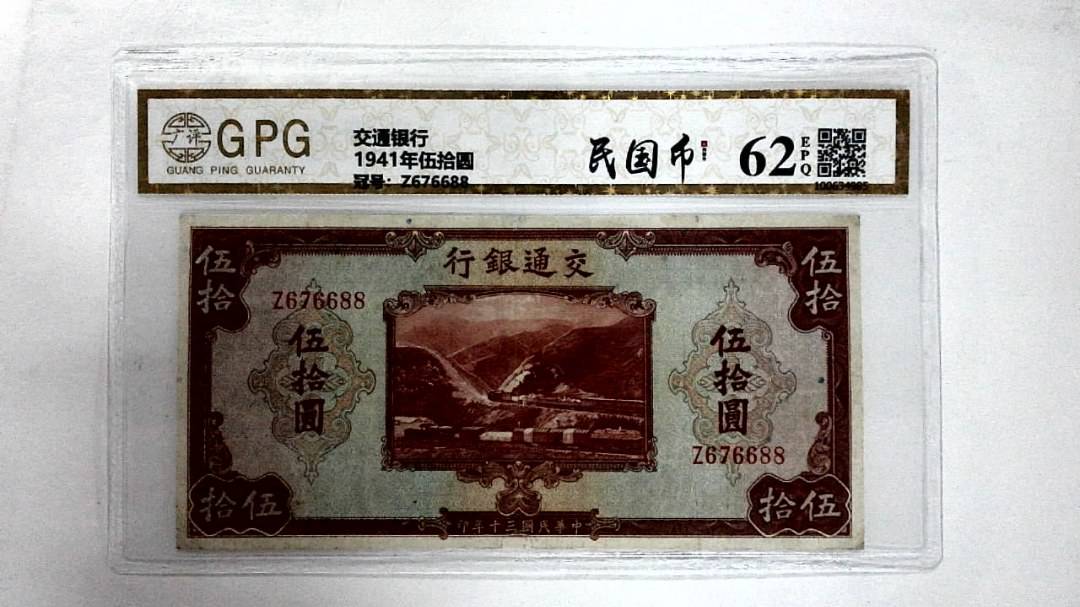 广评
GPG
GUANG PING GUARANTY
交通银行
1941年伍拾圆
冠号：Z676688
民国币
62
EPQ
伍拾
行銀通交
伍拾
Z676688
伍拾圓
伍拾圓
Z676688
拾伍
印年十三國民華中
拾伍